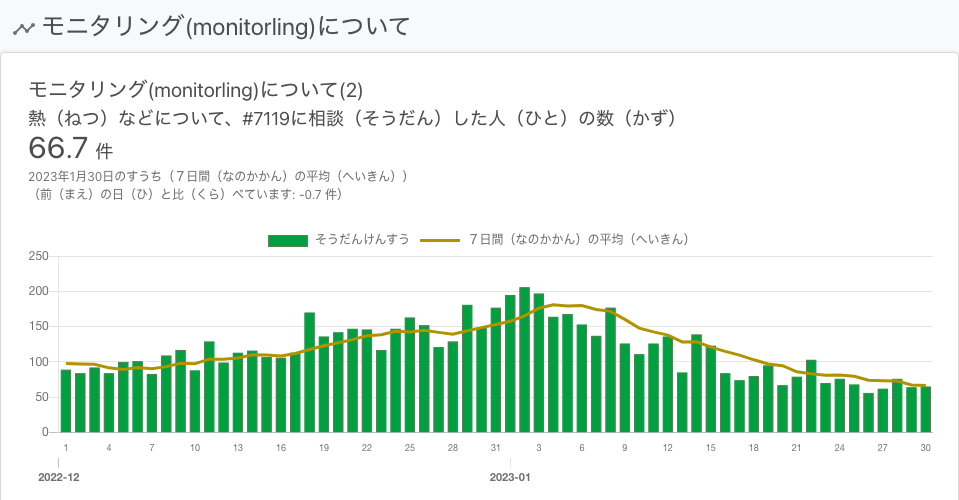 モニタリング(monitorling)について
モニタリング(monitorling)について(2)
熱（ねつ）などについて、#7119に相談（そうだん）した人（ひと）の数（かず）
66.7 件
2023年1月30日のすうち（７日間（なのかかん）の平均（へいきん））
（前（まえ）の日（ひ）と比（くら）べています: -0.7 件）
そうだんけんすう ７日間（なのかかん）の平均（へいきん）
250
200
150
100
50
0
1 4 7 10 13 16 19 22 25 28 31 3 6 9 12 15 18 21 24 27 30
2022-12 2023-01